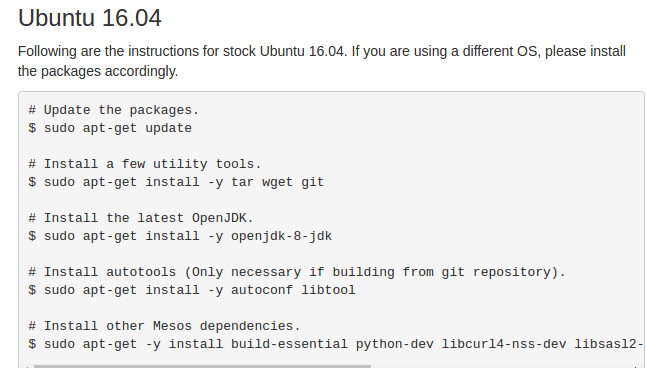 Ubuntu 16.04
Following are the instructions for stock Ubuntu 16.04. If you are using a different OS, please install
the packages accordingly.
# Update the packages.
$ sudo apt-get update
# Install a few utility tools.
$ sudo apt-get install -y tar wget git
# Install the latest OpenJDK.
$ sudo apt-get install -y openjdk-8-jdk
# Install autotools (Only necessary if building from git repository).
$ sudo apt-get install -y autoconf libtool
# Install other Mesos dependencies.
$ sudo apt-get -y install build-essential python-dev libcurl4-nss-dev libsasl2-